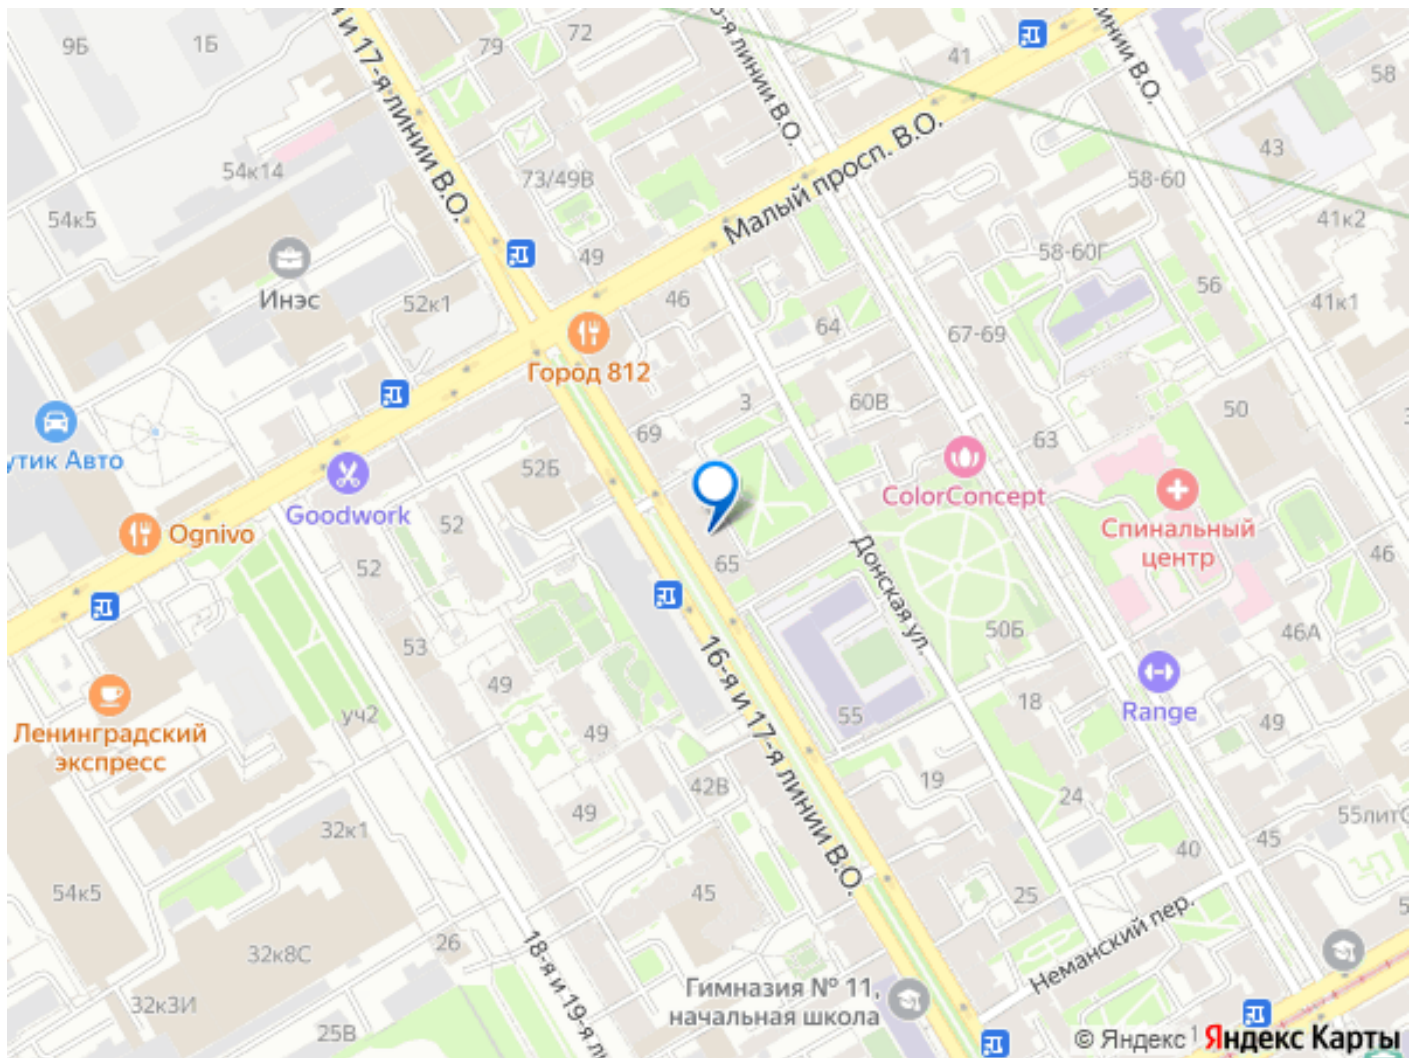 9Б
1Б
79
72
41
58
и 17-я линии В.О.
линии В.О.
-я линии В.О.
54к14
73/49В
Малый просп. В.О.
43
58-60
54к5
41к2
Инэс
52к1
49
46
58-60Г
56
41к1
64
67-69
Город 812
3
60В
50
69
63
утик Авто
52Б
ColorConcept
Goodwork
52
Ognivo
Спинальный
центр
46
65
52
Донская ул.
53
50Б
46А
49
16-я и 17-я линии В.О.
18
уч2
55
Range
49
Ленинградский
экспресс
49
19
42В
24
49
32к1
55лит
45
40
54к5
45
25
26
32к8С
18-я и 19-я
Неманский пер.
32к3И
25В
Гимназия № 11,
начальная школа
© Яндекс
Яндекс Карты